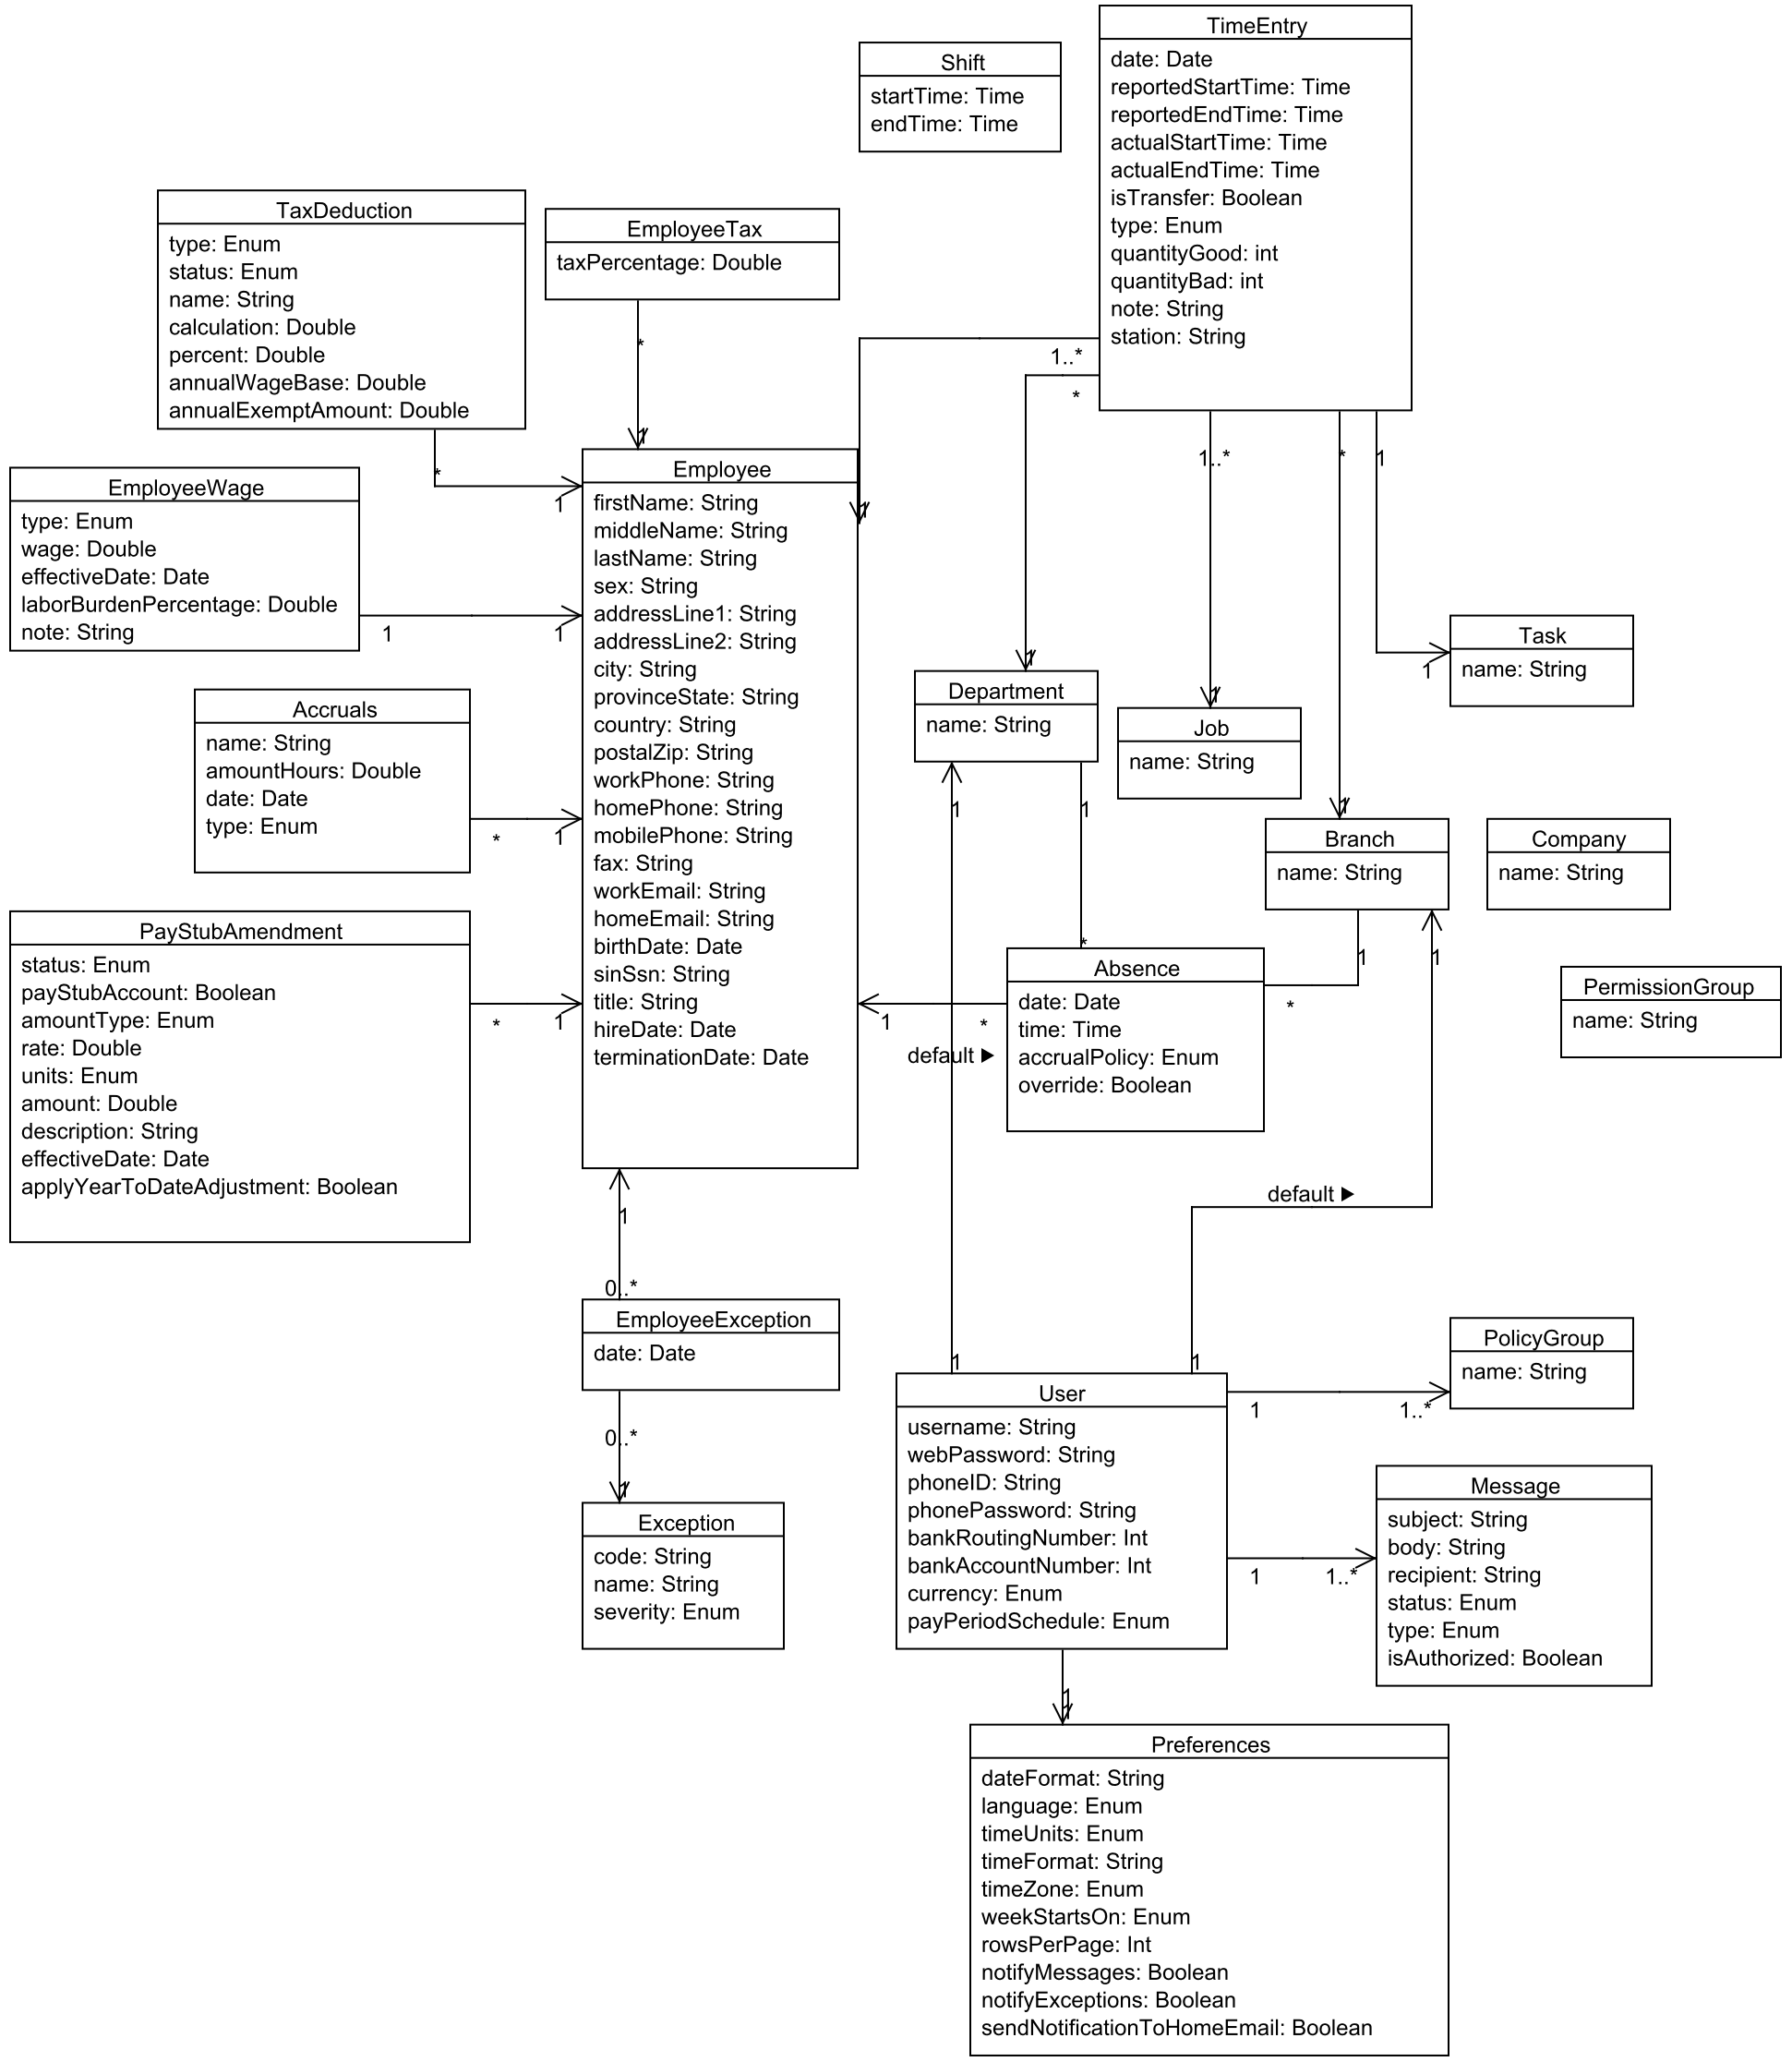 TimeEntry
date: Date
reportedStartTime: Time
reportedEndTime: Time
actualStartTime: Time
actualEndTime: Time
isTransfer: Boolean
type: Enum
quantityGood: int
quantityBad: int
note: String
station: String
Shift
startTime: Time
endTime: Time
TaxDeduction
type: Enum
status: Enum
name: String
calculation: Double
percent: Double
annualWageBase: Double
annualExemptAmount: Double
EmployeeTax
taxPercentage: Double
*
1
1..*
*
1..*
*
1
*
1
1
EmployeeWage
type: Enum
wage: Double
effectiveDate: Date
laborBurdenPercentage: Double
note: String
1
1
Employee
firstName: String
middleName: String
lastName: String
sex: String
addressLine1: String
addressLine2: String
city: String
provinceState: String
country: String
postalZip: String
workPhone: String
homePhone: String
mobilePhone: String
fax: String
workEmail: String
homeEmail: String
birthDate: Date
sinSsn: String
title: String
hireDate: Date
terminationDate: Date
1
1
1
1
Task
name: String
Department
name: String
Job
name: String
Accruals
name: String
amountHours: Double
date: Date
type: Enum
*
1
1
1
Branch
name: String
Company
name: String
PayStubAmendment
status: Enum
payStubAccount: Boolean
amountType: Enum
rate: Double
units: Enum
amount: Double
description: String
effectiveDate: Date
applyYearToDateAdjustment: Boolean
*
1
*
Absence
date: Date
time: Time
accrualPolicy: Enum
override: Boolean
1
*
1
1
*
default ▶
PermissionGroup
name: String
default ▶
1
0..*
EmployeeException
date: Date
0..*
1
Exception
code: String
name: String
severity: Enum
1
1
User
username: String
webPassword: String
phoneID: String
phonePassword: String
bankRoutingNumber: Int
bankAccountNumber: Int
currency: Enum
payPeriodSchedule: Enum
1
1..*
PolicyGroup
name: String
1
1..*
Message
subject: String
body: String
recipient: String
status: Enum
type: Enum
isAuthorized: Boolean
1
1
Preferences
dateFormat: String
language: Enum
timeUnits: Enum
timeFormat: String
timeZone: Enum
weekStartsOn: Enum
rowsPerPage: Int
notifyMessages: Boolean
notifyExceptions: Boolean
sendNotificationToHomeEmail: Boolean